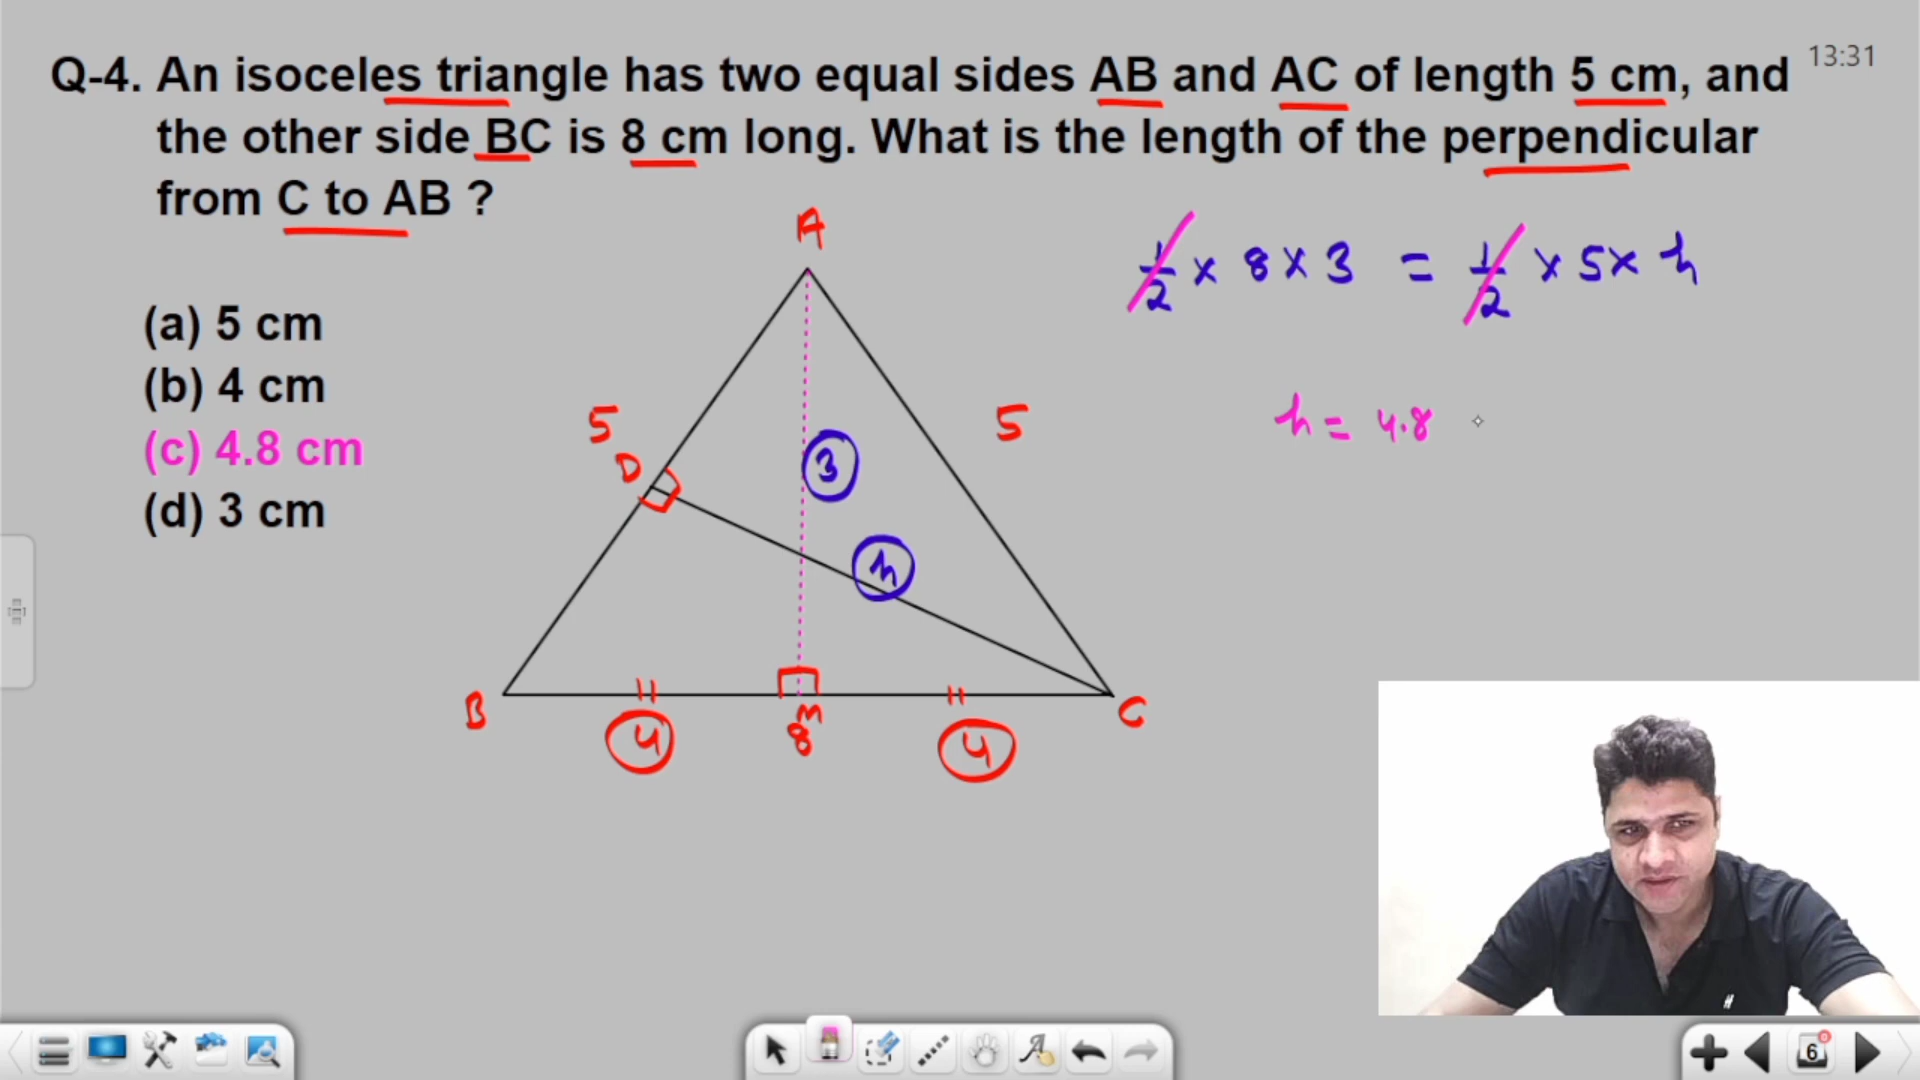 13:31
Q-4. An isoceles triangle has two equal sides AB and AC of length 5 cm, and
the other side BC is 8 cm long. What is the length of the perpendicular
from C to AB ?
(a) 5 cm
(b) 4 cm
(c) 4.8 cm
(d) 3 cm
1/2 × 8 × 3 = 1/2 × 5 × h
h = 4.8
A
5
5
D
3
h
B
C
M
4
8
4
6
0